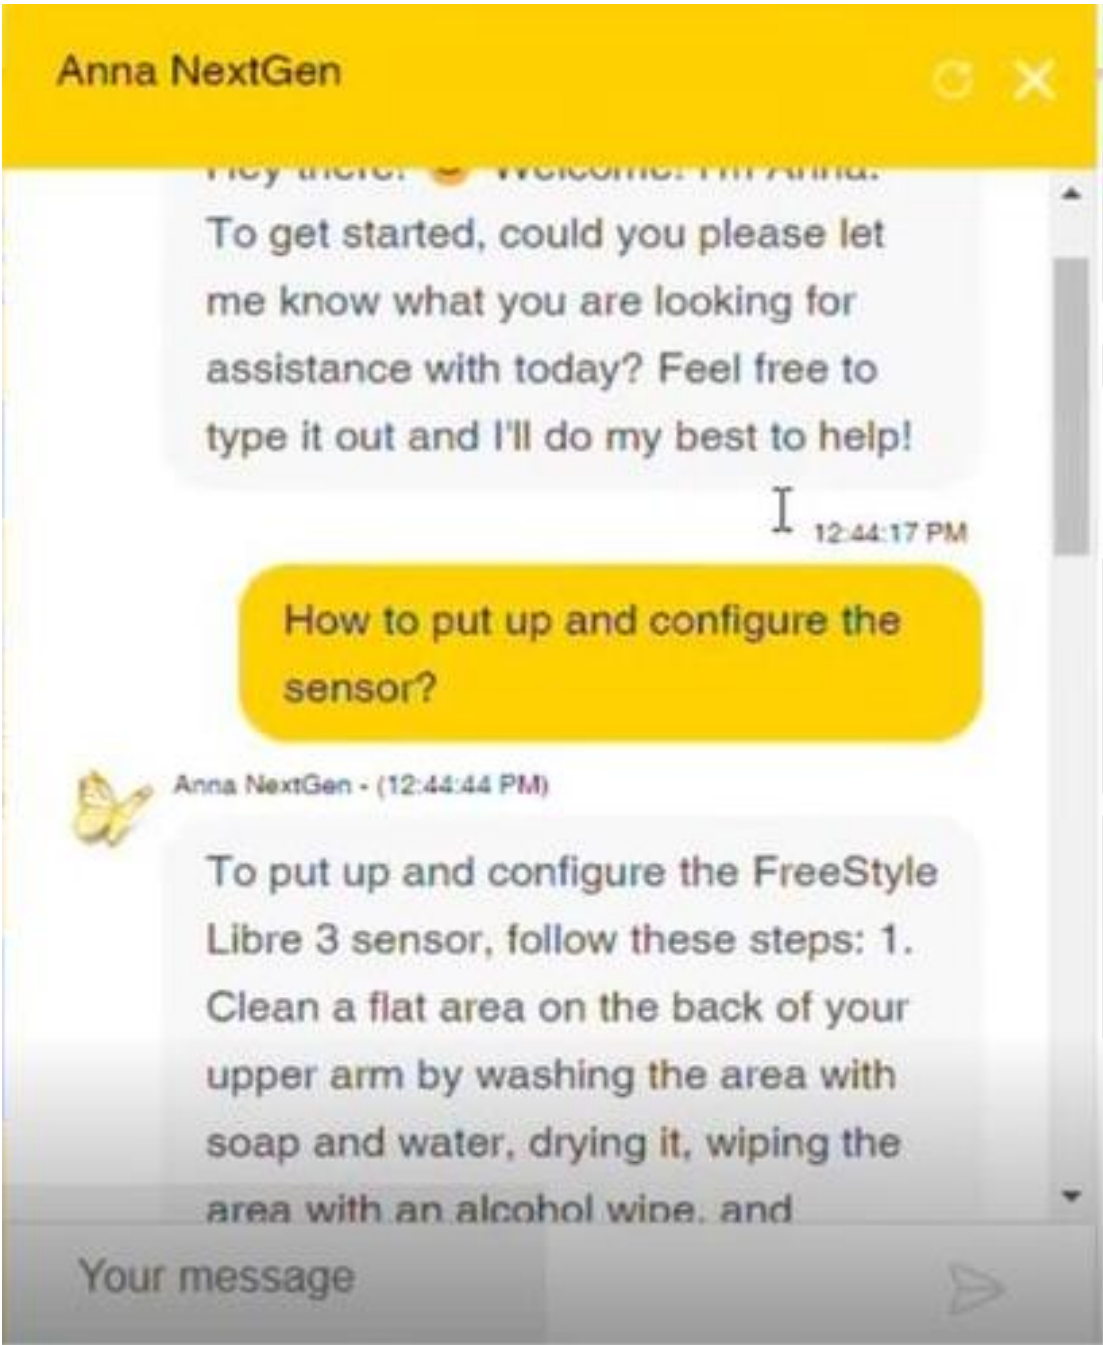 Anna NextGen
Hey there! Welcome! I'm Anna.
To get started, could you please let
me know what you are looking for
assistance with today? Feel free to
type it out and I'll do my best to help!
12:44:17 PM
How to put up and configure the
sensor?
Anna NextGen - (12:44:44 PM)
To put up and configure the FreeStyle
Libre 3 sensor, follow these steps: 1.
Clean a flat area on the back of your
upper arm by washing the area with
soap and water, drying it, wiping the
area with an alcohol wipe, and
Your message